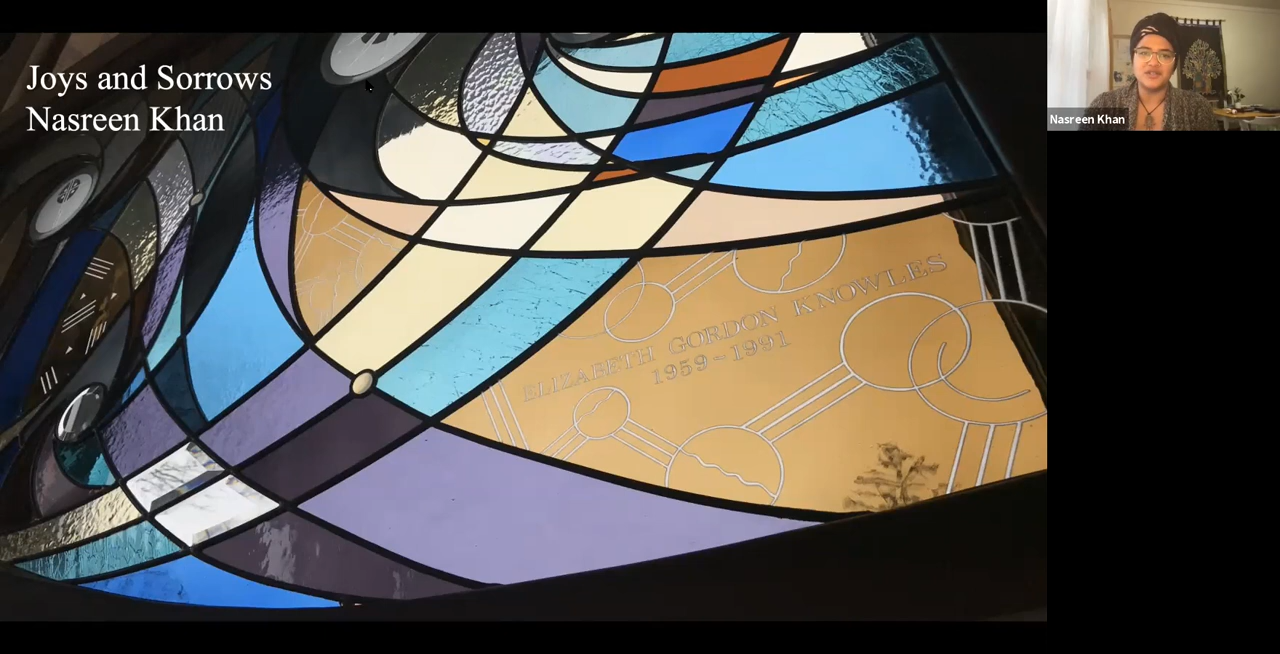 Joys and Sorrows
Nasreen Khan
ELIZABETH GORDON KNOWLES
1959-1991
Nasreen Khan